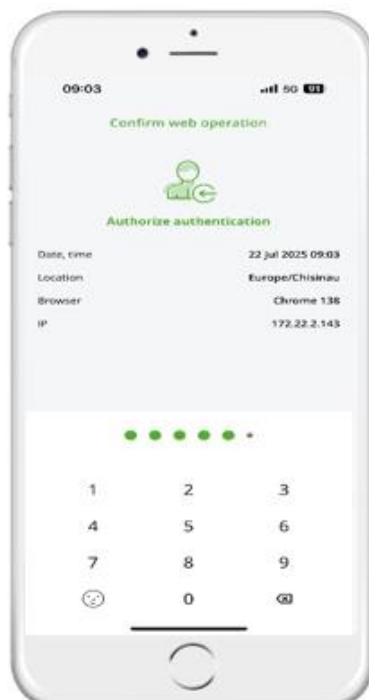 09:03 5G 91
Confirm web operation
Authorize authentication
Date, time 22 Jul 2025 09:03
Location Europe/Chisinau
Browser Chrome 138
IP 172.22.2.143
1 2 3
4 5 6
7 8 9
0